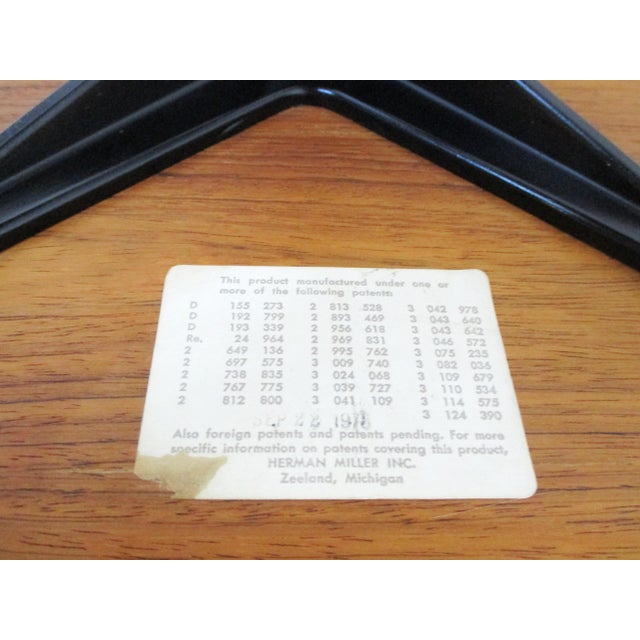 This product manufactured under one or
more of the following patents:
D 155 273 2 813 528 3 042 978
D 192 799 2 893 469 3 043 640
D 193 339 2 956 618 3 043 642
Re. 24 964 2 969 831 3 046 572
2 649 136 2 995 762 3 075 235
2 697 575 3 009 740 3 082 036
2 738 835 3 024 068 3 109 679
2 767 775 3 039 727 3 110 534
2 812 800 3 041 109 3 114 575
3 124 390
SEP 22 1976
Also foreign patents and patents pending. For more
specific information on patents covering this product,
HERMAN MILLER INC.
Zeeland, Michigan